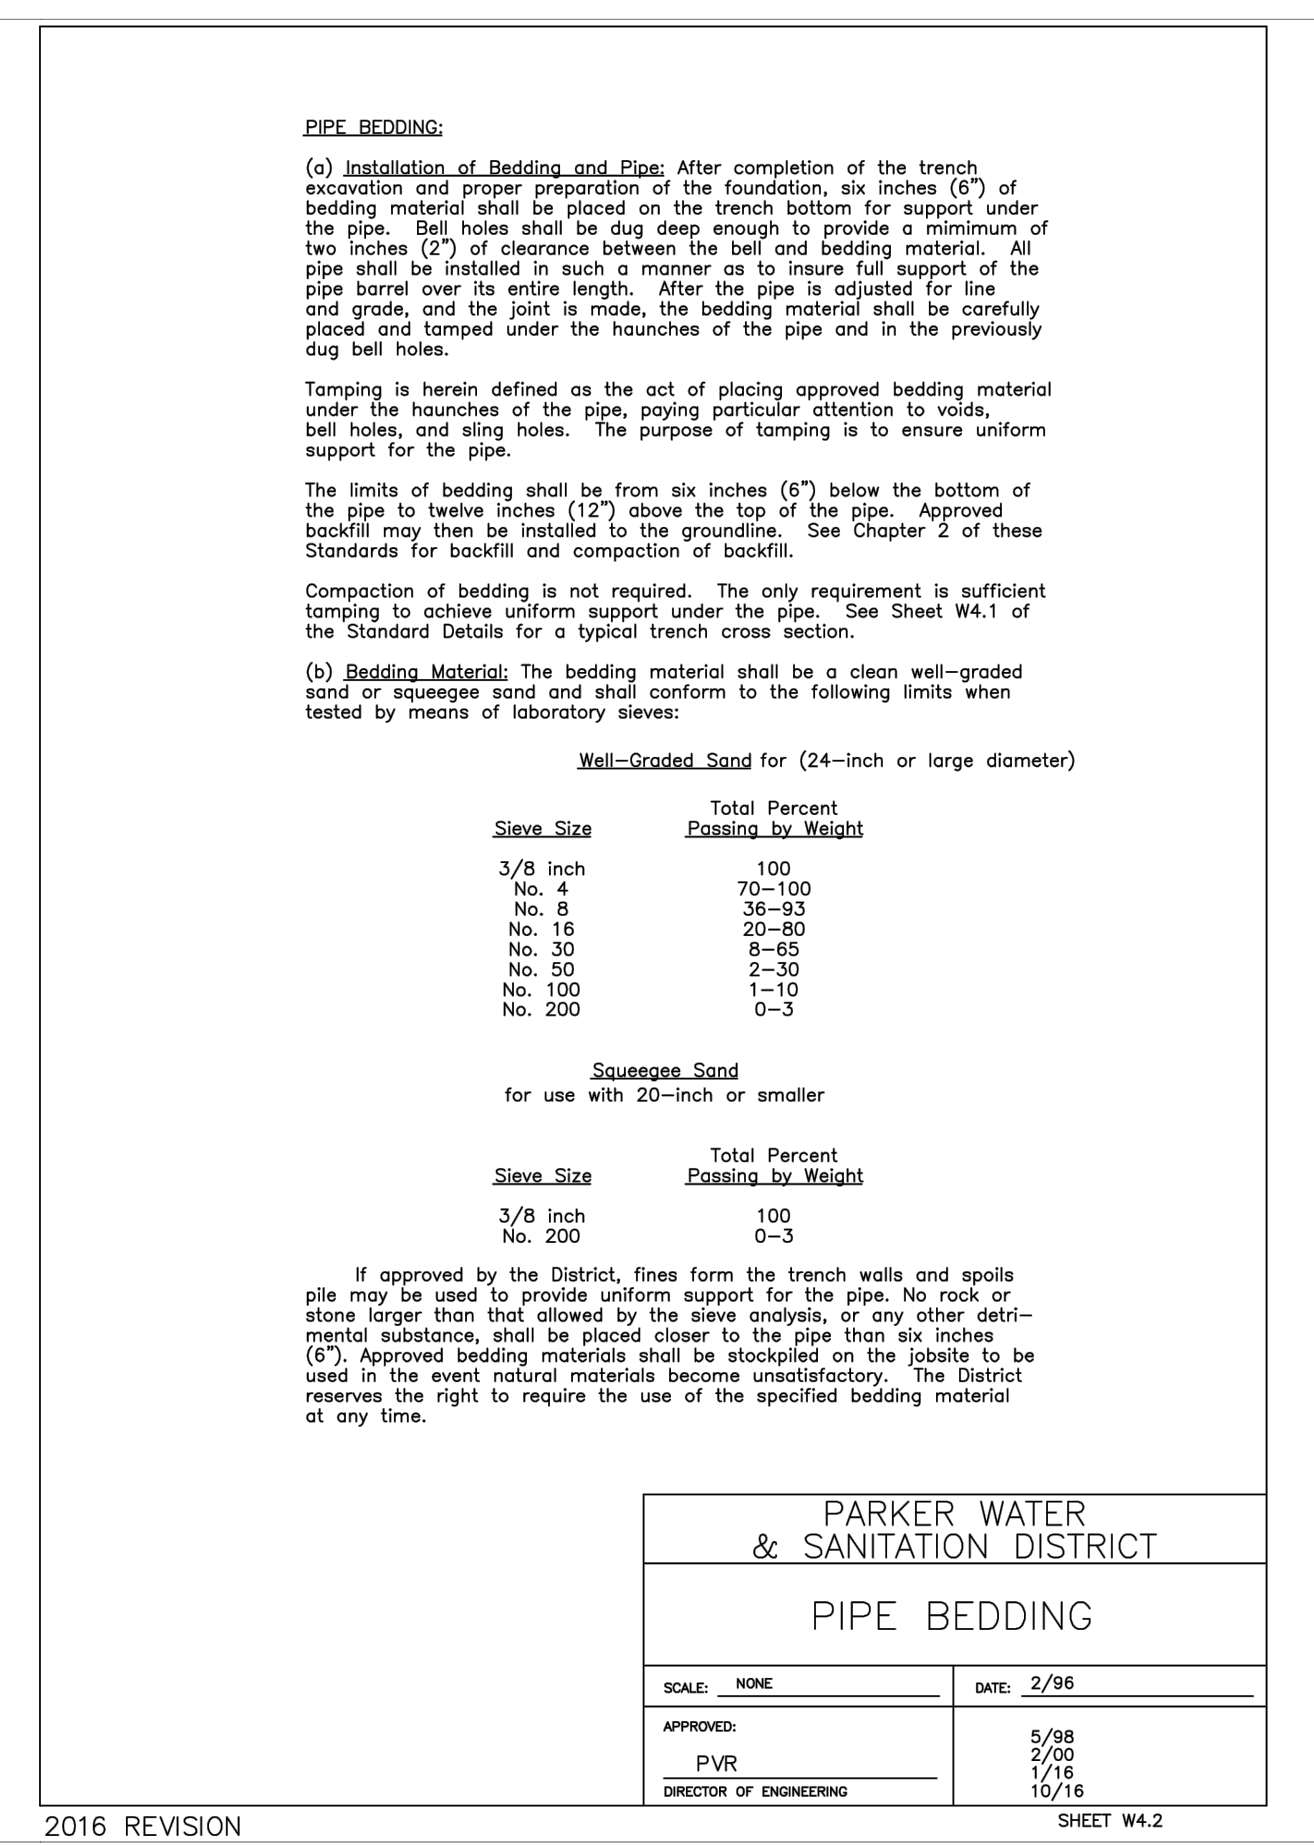 PIPE BEDDING:
(a) Installation of Bedding and Pipe: After completion of the trench
excavation and proper preparation of the foundation, six inches (6") of
bedding material shall be placed on the trench bottom for support under
the pipe. Bell holes shall be dug deep enough to provide a mimimum of
two inches (2") of clearance between the bell and bedding material. All
pipe shall be installed in such a manner as to insure full support of the
pipe barrel over its entire length. After the pipe is adjusted for line
and grade, and the joint is made, the bedding material shall be carefully
placed and tamped under the haunches of the pipe and in the previously
dug bell holes.
Tamping is herein defined as the act of placing approved bedding material
under the haunches of the pipe, paying particular attention to voids,
bell holes, and sling holes. The purpose of tamping is to ensure uniform
support for the pipe.
The limits of bedding shall be from six inches (6") below the bottom of
the pipe to twelve inches (12") above the top of the pipe. Approved
backfill may then be installed to the groundline. See Chapter 2 of these
Standards for backfill and compaction of backfill.
Compaction of bedding is not required. The only requirement is sufficient
tamping to achieve uniform support under the pipe. See Sheet W4.1 of
the Standard Details for a typical trench cross section.
(b) Bedding Material: The bedding material shall be a clean well-graded
sand or squeegee sand and shall conform to the following limits when
tested by means of laboratory sieves:
Well-Graded Sand for (24-inch or large diameter)
Total Percent
Sieve Size Passing by Weight
3/8 inch 100
No. 4 70-100
No. 8 36-93
No. 16 20-80
No. 30 8-65
No. 50 2-30
No. 100 1-10
No. 200 0-3
Squeegee Sand
for use with 20-inch or smaller
Total Percent
Sieve Size Passing by Weight
3/8 inch 100
No. 200 0-3
If approved by the District, fines form the trench walls and spoils
pile may be used to provide uniform support for the pipe. No rock or
stone larger than that allowed by the sieve analysis, or any other detri-
mental substance, shall be placed closer to the pipe than six inches
(6"). Approved bedding materials shall be stockpiled on the jobsite to be
used in the event natural materials become unsatisfactory. The District
reserves the right to require the use of the specified bedding material
at any time.
PARKER WATER
& SANITATION DISTRICT
PIPE BEDDING
SCALE: NONE
DATE: 2/96
APPROVED:
PVR
DIRECTOR OF ENGINEERING
5/98
2/00
1/16
10/16
2016 REVISION
SHEET W4.2